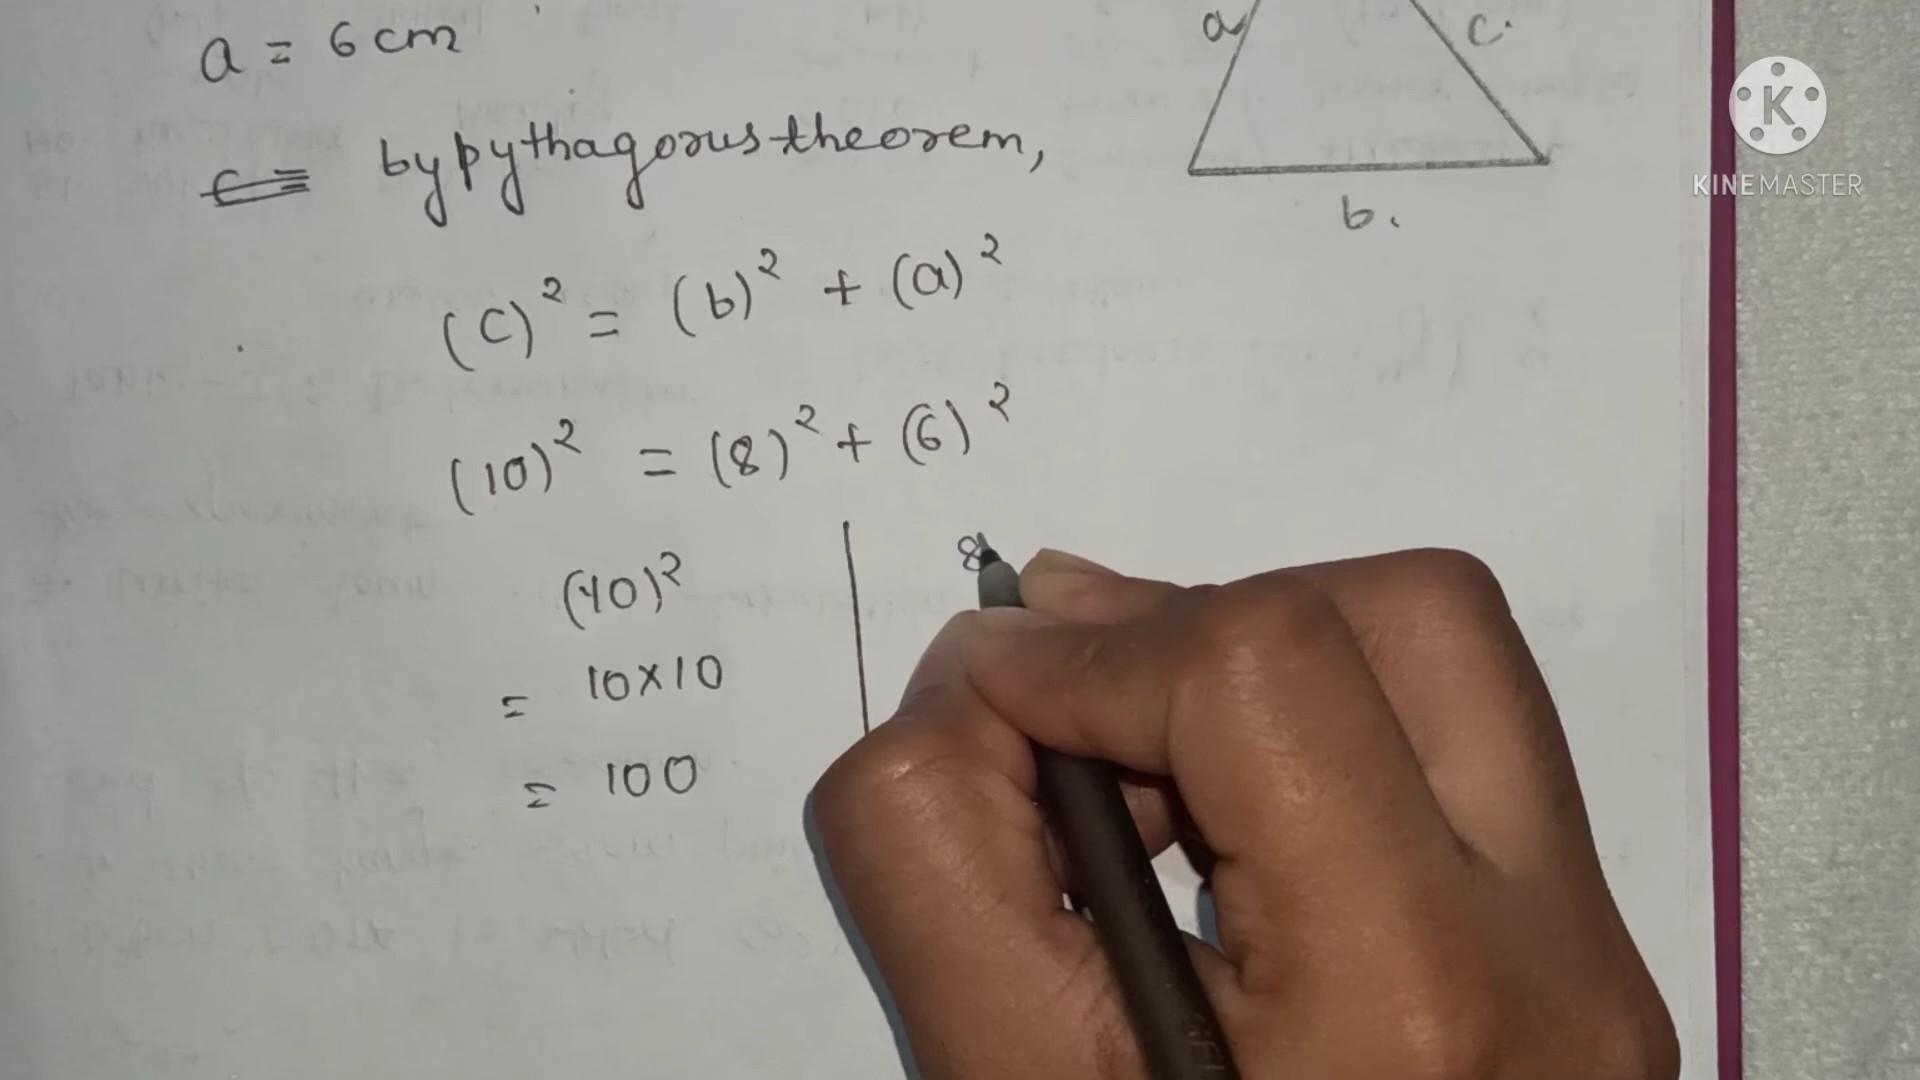 a = 6 cm
a
c.
b.
by pythagorus theorem,
(c)² = (b)² + (a)²
(10)² = (8)² + (6)²
(10)²
8
= 10×10
= 100
K
KINEMASTER